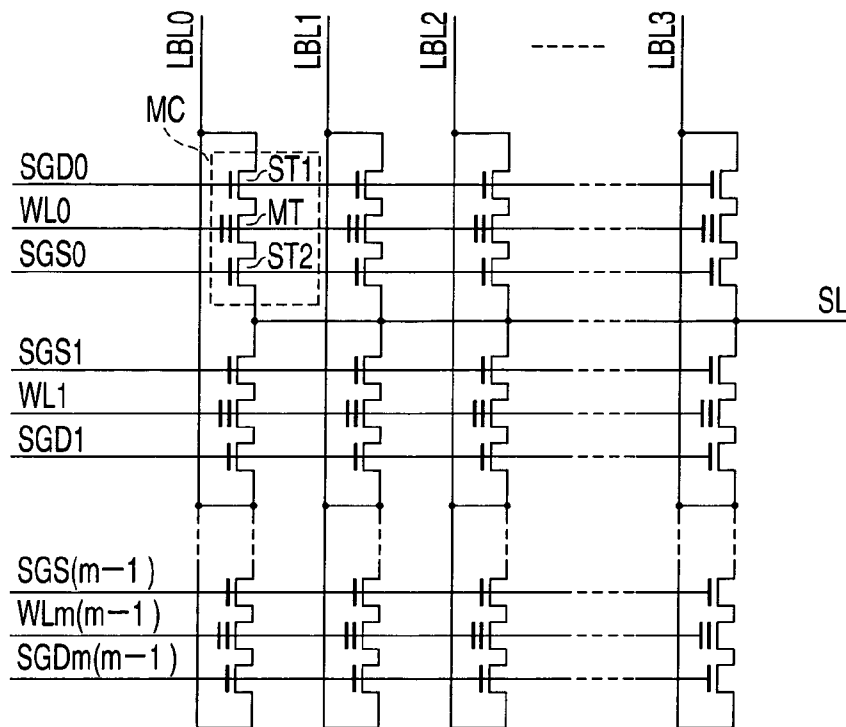 LBL0
LBL1
LBL2
LBL3
MC
SGD0
ST1
WL0
MT
SGS0
ST2
SL
SGS1
WL1
SGD1
SGS(m-1)
WLm(m-1)
SGDm(m-1)